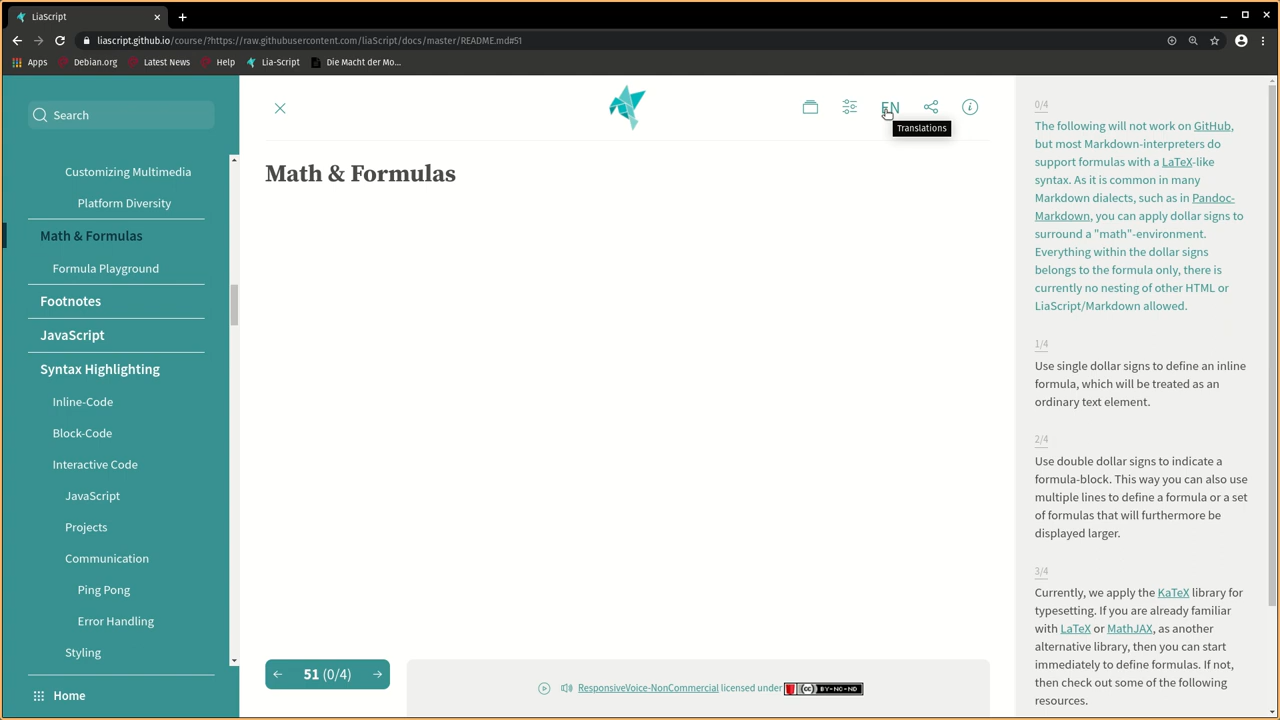 LiaScript
liascript.github.io/course/?https://raw.githubusercontent.com/liaScript/docs/master/README.md#51
Apps Debian.org Latest News Help Lia-Script Die Macht der Mo...
Search
Customizing Multimedia
Platform Diversity
Math & Formulas
Formula Playground
Footnotes
JavaScript
Syntax Highlighting
Inline-Code
Block-Code
Interactive Code
JavaScript
Projects
Communication
Ping Pong
Error Handling
Styling
Home
EN
Translations
Math & Formulas
51 (0/4)
ResponsiveVoice-NonCommercial licensed under
CC BY-NC-ND
0/4
The following will not work on GitHub,
but most Markdown-interpreters do
support formulas with a LaTeX-like
syntax. As it is common in many
Markdown dialects, such as in Pandoc-
Markdown, you can apply dollar signs to
surround a "math"-environment.
Everything within the dollar signs
belongs to the formula only, there is
currently no nesting of other HTML or
LiaScript/Markdown allowed.
1/4
Use single dollar signs to define an inline
formula, which will be treated as an
ordinary text element.
2/4
Use double dollar signs to indicate a
formula-block. This way you can also use
multiple lines to define a formula or a set
of formulas that will furthermore be
displayed larger.
3/4
Currently, we apply the KaTeX library for
typesetting. If you are already familiar
with LaTeX or MathJAX, as another
alternative library, then you can start
immediately to define formulas. If not,
then check out some of the following
resources.